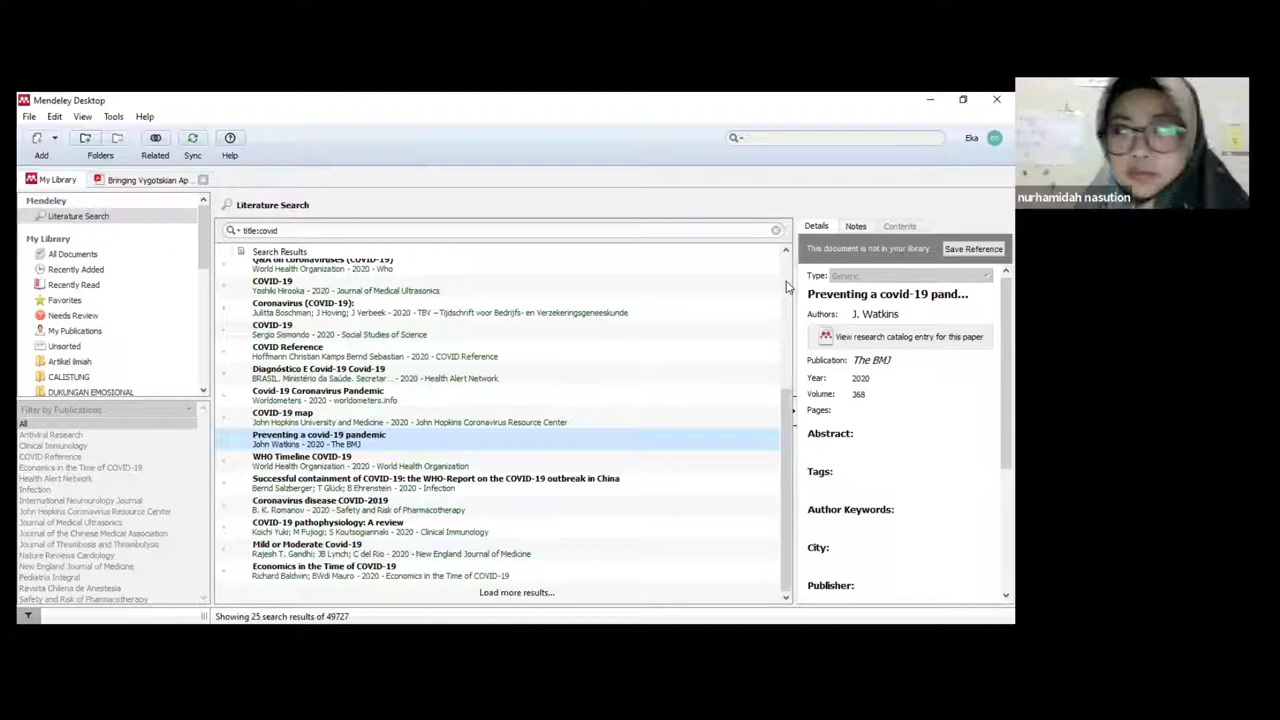 Mendeley Desktop
File Edit View Tools Help
Add Folders Related Sync Help
Eka
My Library Bringing Vygotskian Ap...
Mendeley
Literature Search
My Library
All Documents
Recently Added
Recently Read
Favorites
Needs Review
My Publications
Unsorted
Artikel ilmiah
CALISTUNG
DUKUNGAN EMOSIONAL
Filter by Publications
All
Antiviral Research
Clinical Immunology
COVID Reference
Economics in the Time of COVID-19
Health Alert Network
Infection
International Neurourology Journal
John Hopkins Coronavirus Resource Center
Journal of Medical Ultrasonics
Journal of the Chinese Medical Association
Journal of Thrombosis and Thrombolysis
Nature Reviews Cardiology
New England Journal of Medicine
Pediatria Integral
Revista Chilena de Anestesia
Safety and Risk of Pharmacotherapy
Literature Search
title:covid
Search Results
Q&A on coronaviruses (COVID-19)
World Health Organization - 2020 - Who
COVID-19
Yoshiki Hirooka - 2020 - Journal of Medical Ultrasonics
Coronavirus (COVID-19):
Julitta Boschman; J Hoving; J Verbeek - 2020 - TBV – Tijdschrift voor Bedrijfs- en Verzekeringsgeneeskunde
COVID-19
Sergio Sismondo - 2020 - Social Studies of Science
COVID Reference
Hoffmann Christian Kamps Bernd Sebastian - 2020 - COVID Reference
Diagnóstico E Covid-19 Covid-19
BRASIL. Ministério da Saúde. Secretar... - 2020 - Health Alert Network
Covid-19 Coronavirus Pandemic
Worldometers - 2020 - worldometers.info
COVID-19 map
John Hopkins University and Medicine - 2020 - John Hopkins Coronavirus Resource Center
Preventing a covid-19 pandemic
John Watkins - 2020 - The BMJ
WHO Timeline COVID-19
World Health Organization - 2020 - World Health Organization
Successful containment of COVID-19: the WHO-Report on the COVID-19 outbreak in China
Bernd Salzberger; T Glück; B Ehrenstein - 2020 - Infection
Coronavirus disease COVID-2019
B. K. Romanov - 2020 - Safety and Risk of Pharmacotherapy
COVID-19 pathophysiology: A review
Koichi Yuki; M Fujiogi; S Koutsogiannaki - 2020 - Clinical Immunology
Mild or Moderate Covid-19
Rajesh T. Gandhi; JB Lynch; C del Rio - 2020 - New England Journal of Medicine
Economics in the Time of COVID-19
Richard Baldwin; BWdi Mauro - 2020 - Economics in the Time of COVID-19
Load more results...
Showing 25 search results of 49727
Details Notes Contents
This document is not in your library Save Reference
Type: Generic
Preventing a covid-19 pand...
Authors: J. Watkins
View research catalog entry for this paper
Publication: The BMJ
Year: 2020
Volume: 368
Pages:
Abstract:
Tags:
Author Keywords:
City:
Publisher:
nurhamidah nasution